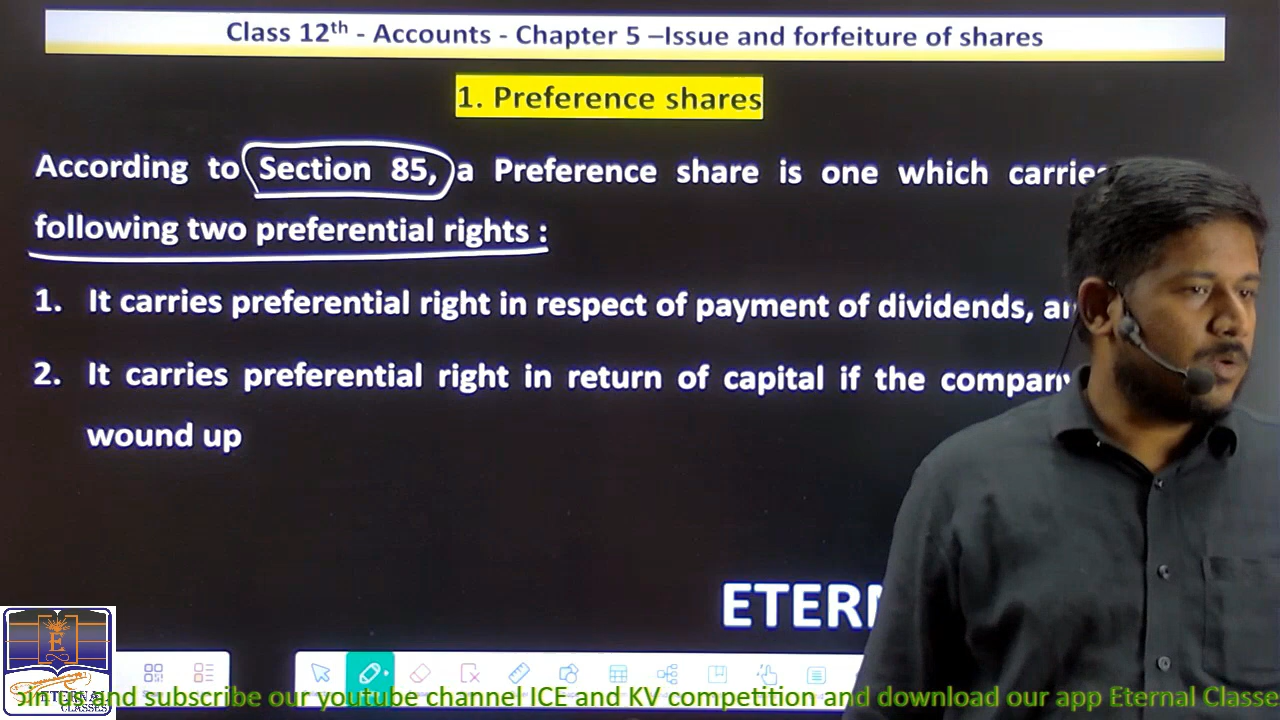 Class 12th - Accounts - Chapter 5 –Issue and forfeiture of shares
1. Preference shares
According to Section 85, a Preference share is one which
following two preferential rights :
1. It carries preferential right in respect of payment of dividends,
2. It carries preferential right in return of capital if the
wound up
E
ETERNAL
CLASSES
us and subscribe our youtube channel ICE and KV competition and download our app Eternal Classe